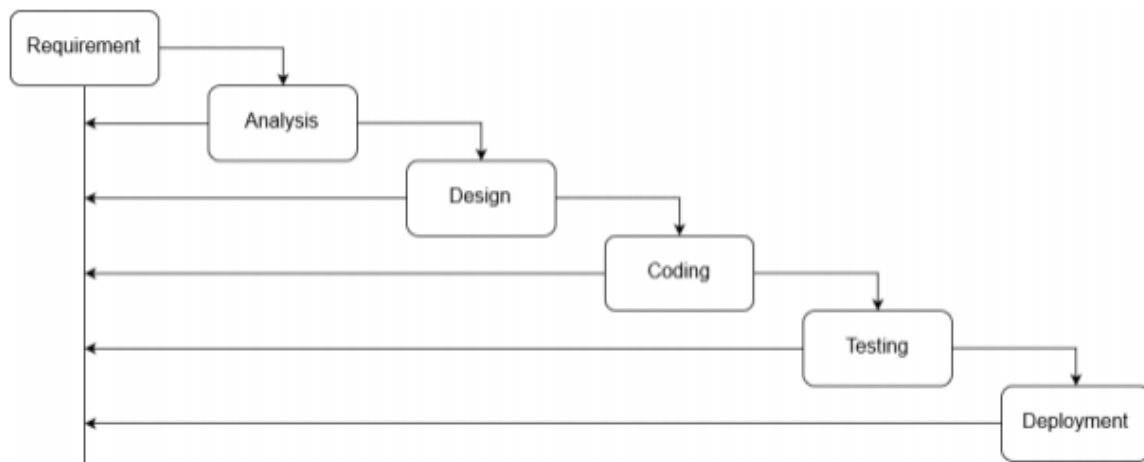 Requirement
Analysis
Design
Coding
Testing
Deployment